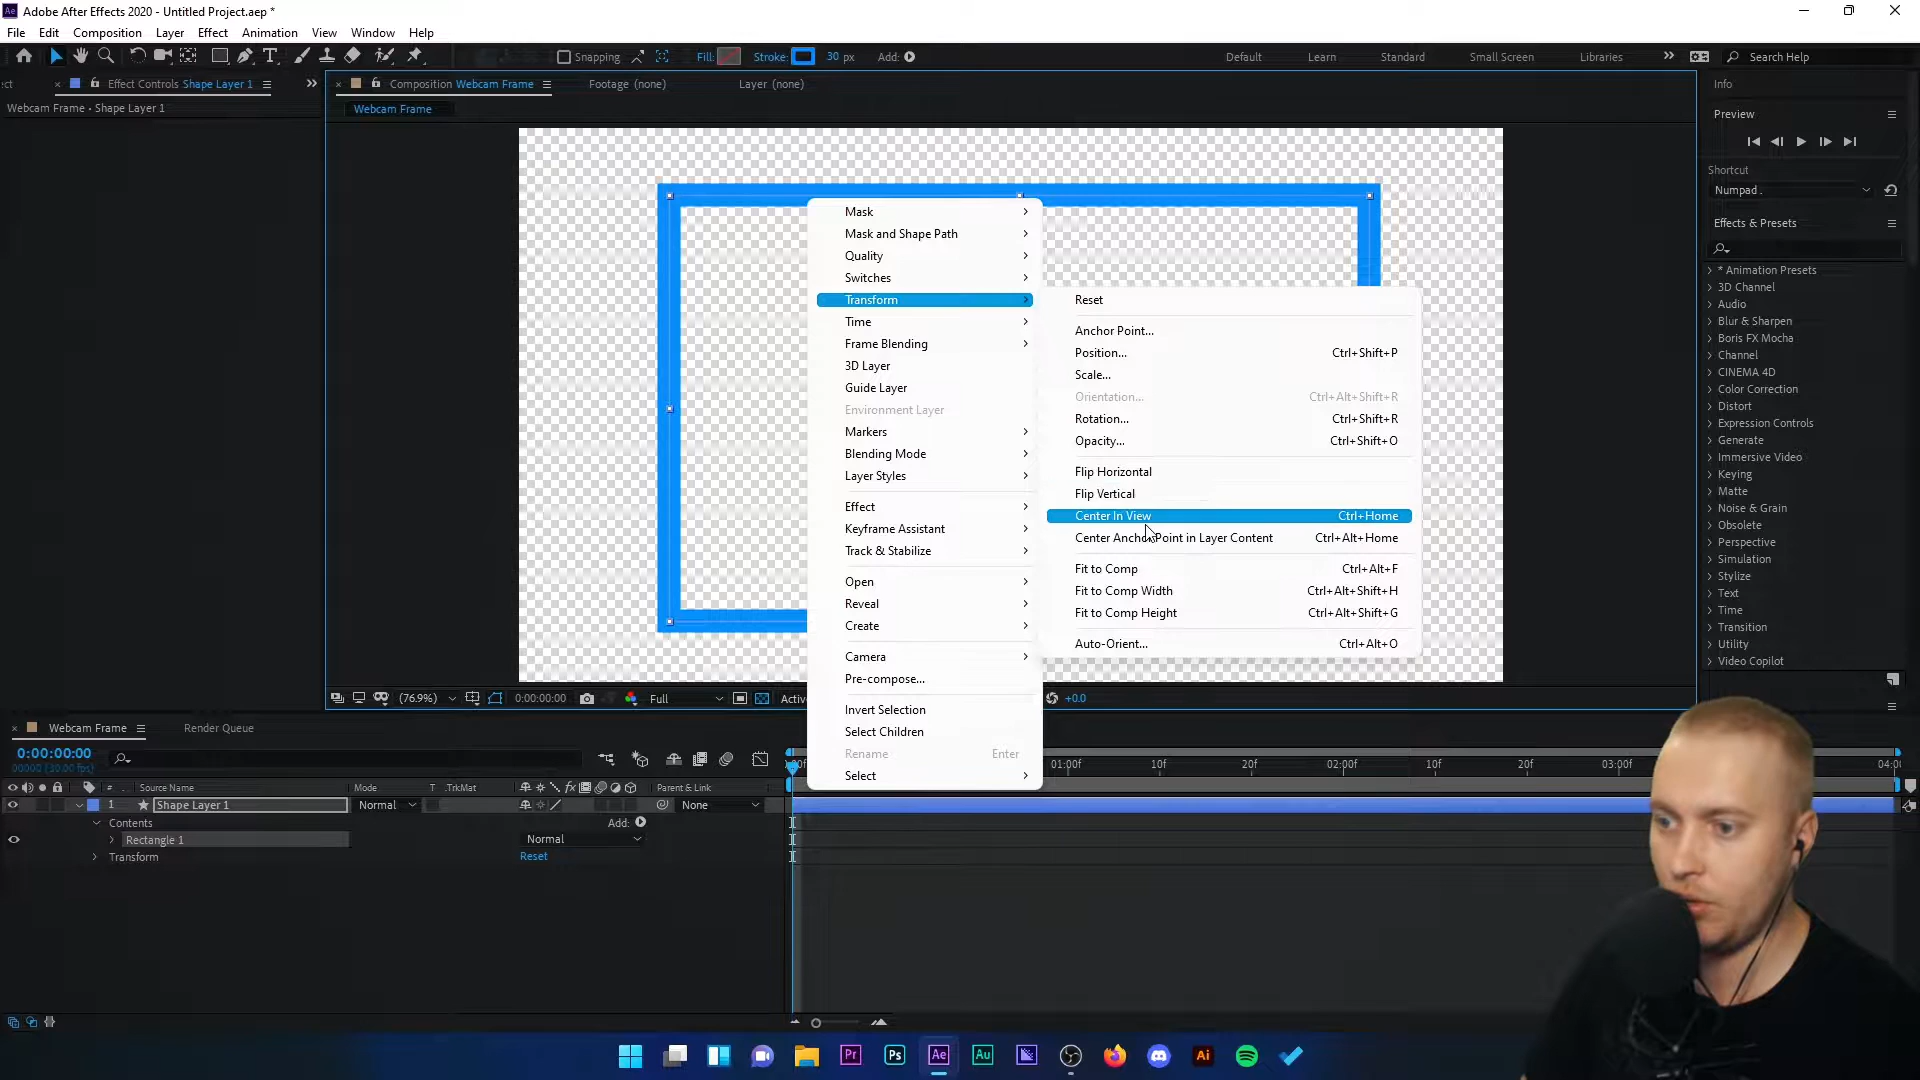 Adobe After Effects 2020 - Untitled Project.aep *
File Edit Composition Layer Effect Animation View Window Help
Snapping Fill: Stroke: 30 px Add: Default Learn Standard Small Screen Libraries Search Help
Effect Controls Shape Layer 1 Composition Webcam Frame Footage (none) Layer (none) Info
Webcam Frame • Shape Layer 1 Webcam Frame
Preview
Shortcut
Numpad .
Effects & Presets
* Animation Presets
3D Channel
Audio
Blur & Sharpen
Boris FX Mocha
Channel
CINEMA 4D
Color Correction
Distort
Expression Controls
Generate
Immersive Video
Keying
Matte
Noise & Grain
Obsolete
Perspective
Simulation
Stylize
Text
Time
Transition
Utility
Video Copilot
Mask
Mask and Shape Path
Quality
Switches
Transform
Time
Frame Blending
3D Layer
Guide Layer
Environment Layer
Markers
Blending Mode
Layer Styles
Effect
Keyframe Assistant
Track & Stabilize
Open
Reveal
Create
Camera
Pre-compose...
Invert Selection
Select Children
Rename Enter
Select
Reset
Anchor Point...
Position... Ctrl+Shift+P
Scale...
Orientation... Ctrl+Alt+Shift+R
Rotation... Ctrl+Shift+R
Opacity... Ctrl+Shift+O
Flip Horizontal
Flip Vertical
Center In View Ctrl+Home
Center Anchor Point in Layer Content Ctrl+Alt+Home
Fit to Comp Ctrl+Alt+F
Fit to Comp Width Ctrl+Alt+Shift+H
Fit to Comp Height Ctrl+Alt+Shift+G
Auto-Orient... Ctrl+Alt+O
(76.9%) 0:00:00:00 Full +0.0
Webcam Frame Render Queue
0:00:00:00
00000 (30.00 fps)
01:00f 10f 20f 02:00f 10f 20f 03:00f
# Source Name Mode T .TrkMat fx Parent & Link
1 Shape Layer 1 Normal None
Contents Add:
Rectangle 1 Normal
Transform Reset
Pr Ps Ae Au Ai